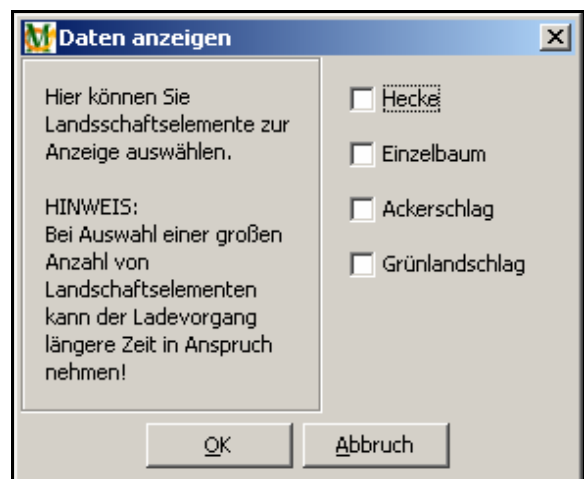 Daten anzeigen
Hier können Sie
Landsschaftselemente zur
Anzeige auswählen.
HINWEIS:
Bei Auswahl einer großen
Anzahl von
Landschaftselementen
kann der Ladevorgang
längere Zeit in Anspruch
nehmen!
Hecke
Einzelbaum
Ackerschlag
Grünlandschlag
OK
Abbruch